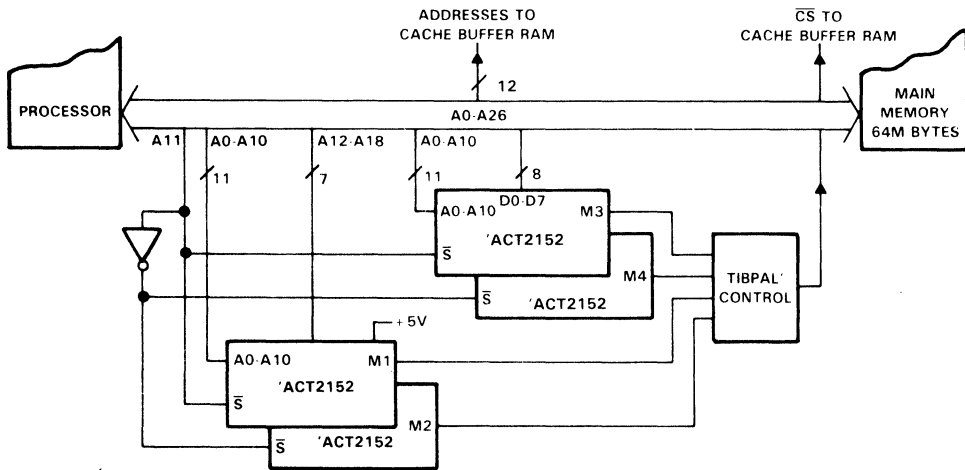 ADDRESSES TO
CACHE BUFFER RAM
CS TO
CACHE BUFFER RAM
12
PROCESSOR
A0-A26
MAIN
MEMORY
64M BYTES
A11
A0-A10
A12-A18
A0-A10
11
7
11
8
D0-D7
A0-A10
M3
'ACT2152
S
M4
'ACT2152
S
TIBPAL'
CONTROL
+5V
A0-A10
M1
'ACT2152
S
M2
'ACT2152
S